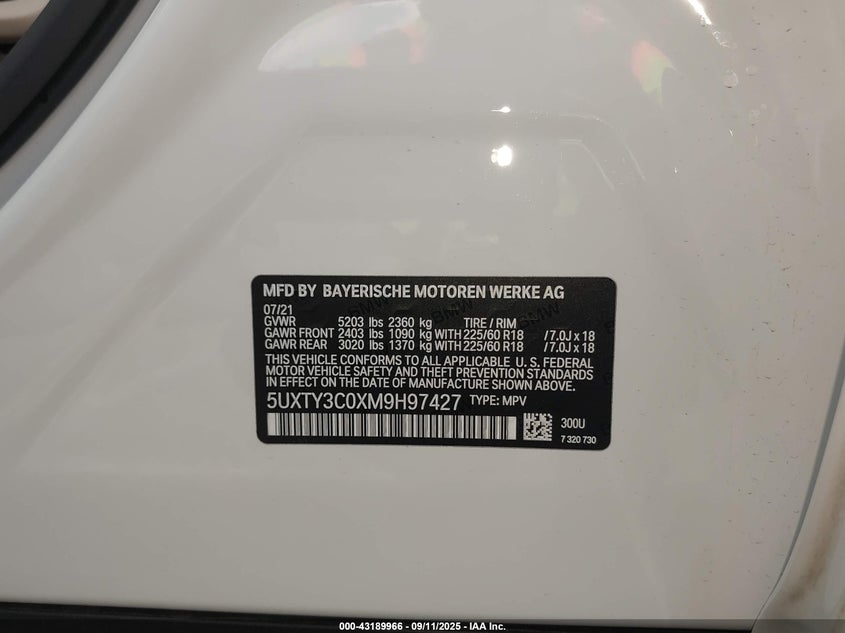 MFD BY BAYERISCHE MOTOREN WERKE AG
07/21
GVWR 5203 lbs 2360 kg TIRE / RIM
GAWR FRONT 2403 lbs 1090 kg WITH 225/60 R18 / 7.0J x 18
GAWR REAR 3020 lbs 1370 kg WITH 225/60 R18 / 7.0J x 18
THIS VEHICLE CONFORMS TO ALL APPLICABLE U. S. FEDERAL
MOTOR VEHICLE SAFETY AND THEFT PREVENTION STANDARDS
IN EFFECT ON THE DATE OF MANUFACTURE SHOWN ABOVE.
5UXTY3C0XM9H97427 TYPE: MPV
300U
7 320 730
000-43189966 - 09/11/2025 - IAA Inc.